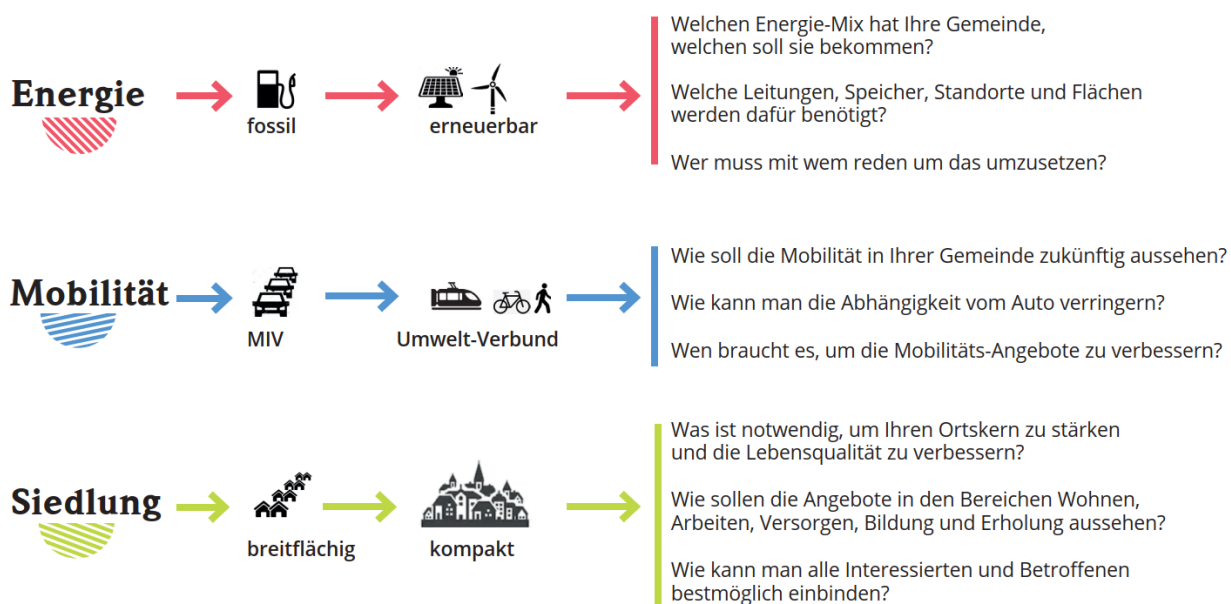 Energie
fossil
erneuerbar
Welchen Energie-Mix hat Ihre Gemeinde,
welchen soll sie bekommen?
Welche Leitungen, Speicher, Standorte und Flächen
werden dafür benötigt?
Wer muss mit wem reden um das umzusetzen?
Mobilität
MIV
Umwelt-Verbund
Wie soll die Mobilität in Ihrer Gemeinde zukünftig aussehen?
Wie kann man die Abhängigkeit vom Auto verringern?
Wen braucht es, um die Mobilitäts-Angebote zu verbessern?
Siedlung
breitflächig
kompakt
Was ist notwendig, um Ihren Ortskern zu stärken
und die Lebensqualität zu verbessern?
Wie sollen die Angebote in den Bereichen Wohnen,
Arbeiten, Versorgen, Bildung und Erholung aussehen?
Wie kann man alle Interessierten und Betroffenen
bestmöglich einbinden?